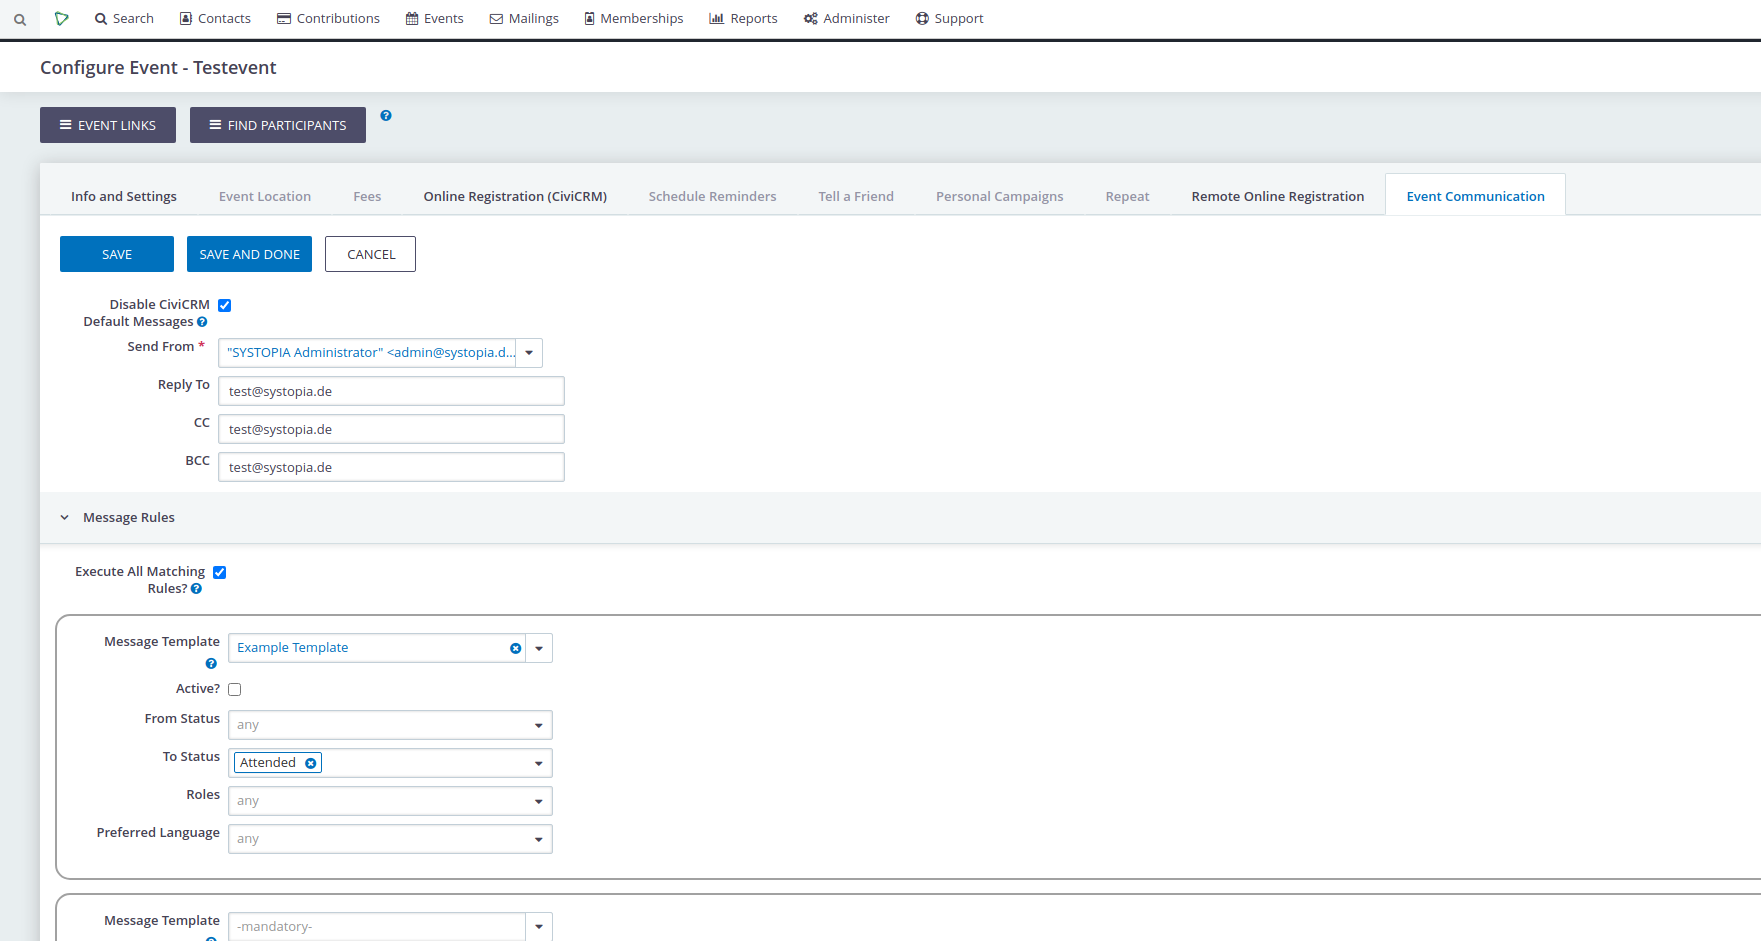 Search Contacts Contributions Events Mailings Memberships Reports Administer Support
Configure Event - Testevent
EVENT LINKS FIND PARTICIPANTS ?
Info and Settings Event Location Fees Online Registration (CiviCRM) Schedule Reminders Tell a Friend Personal Campaigns Repeat Remote Online Registration Event Communication
SAVE SAVE AND DONE CANCEL
Disable CiviCRM
Default Messages ?
Send From * "SYSTOPIA Administrator" <admin@systopia.d...
Reply To test@systopia.de
CC test@systopia.de
BCC test@systopia.de
Message Rules
Execute All Matching
Rules? ?
Message Template Example Template
?
Active?
From Status any
To Status Attended
Roles any
Preferred Language any
Message Template -mandatory-